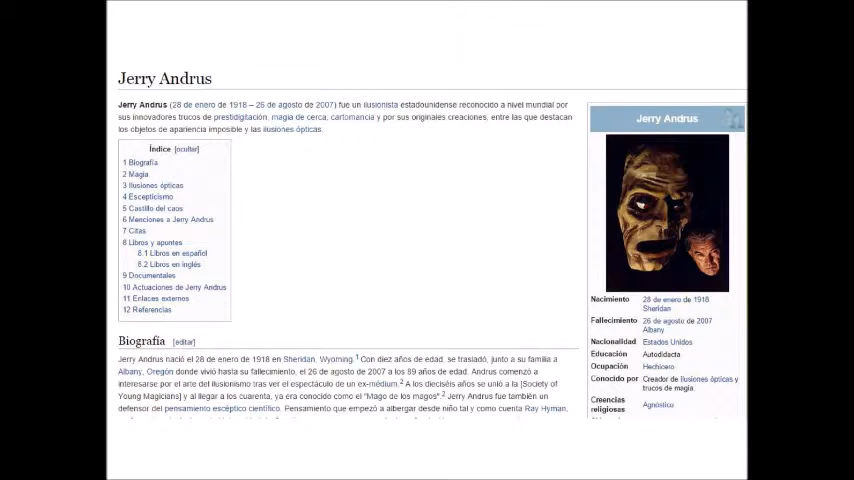 Jerry Andrus
Jerry Andrus (28 de enero de 1918 – 26 de agosto de 2007) fue un ilusionista estadounidense reconocido a nivel mundial por
sus innovadores trucos de prestidigitación, magia de cerca, cartomancia y por sus originales creaciones, entre las que destacan
los objetos de apariencia imposible y las ilusiones ópticas.
Índice [ocultar]
1 Biografía
2 Magia
3 Ilusiones ópticas
4 Escepticismo
5 Castillo del caos
6 Menciones a Jerry Andrus
7 Citas
8 Libros y apuntes
8.1 Libros en español
8.2 Libros en inglés
9 Documentales
10 Actuaciones de Jerry Andrus
11 Enlaces externos
12 Referencias
Biografía [editar]
Jerry Andrus nació el 28 de enero de 1918 en Sheridan, Wyoming.1 Con diez años de edad, se trasladó, junto a su familia a
Albany, Oregón donde vivió hasta su fallecimiento, el 26 de agosto de 2007 a los 89 años de edad. Andrus comenzó a
interesarse por el arte del ilusionismo tras ver el espectáculo de un ex-médium.2 A los dieciséis años se unió a la [Society of
Young Magicians] y al llegar a los cuarenta, ya era conocido como el "Mago de los magos".2 Jerry Andrus fue también un
defensor del pensamiento escéptico científico. Pensamiento que empezó a albergar desde niño tal y como cuenta Ray Hyman,
Jerry Andrus
Nacimiento 28 de enero de 1918
Sheridan
Fallecimiento 26 de agosto de 2007
Albany
Nacionalidad Estados Unidos
Educación Autodidacta
Ocupación Hechicero
Conocido por Creador de ilusiones ópticas y
trucos de magia.
Creencias
religiosas Agnóstico